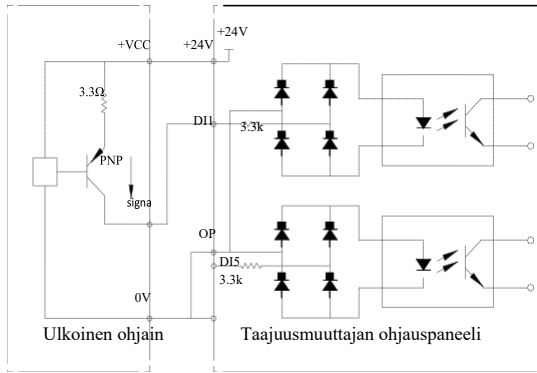 +24V
+VCC
+24V
3.3Ω
DI1
3.3k
PNP
signa
OP
DI5
3.3k
0V
Ulkoinen ohjain
Taajuusmuuttajan ohjauspaneeli